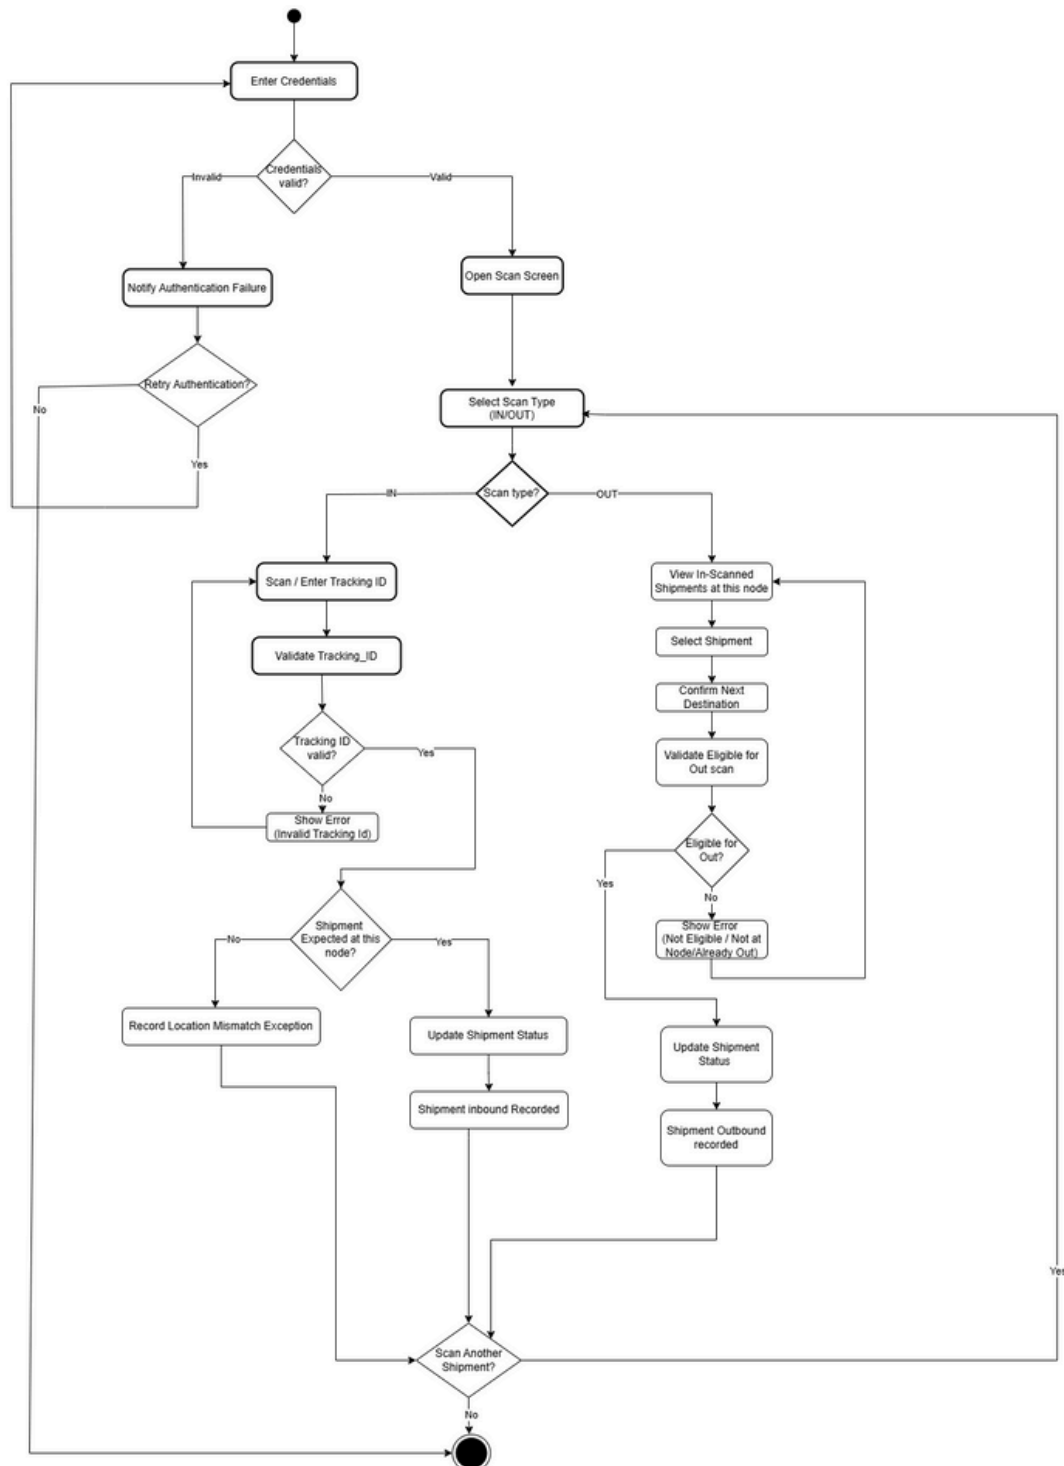 Enter Credentials
Credentials
valid?
Invalid
Valid
Notify Authentication Failure
Open Scan Screen
Retry Authentication?
No
Yes
Select Scan Type
(IN/OUT)
Scan type?
IN
OUT
Scan / Enter Tracking ID
View In-Scanned
Shipments at this node
Validate Tracking_ID
Select Shipment
Confirm Next
Destination
Tracking ID
valid?
Yes
No
Show Error
(Invalid Tracking Id)
Validate Eligible for
Out scan
Eligible for
Out?
Yes
No
Show Error
(Not Eligible / Not at
Node/Already Out)
Shipment
Expected at this
node?
No
Yes
Record Location Mismatch Exception
Update Shipment Status
Shipment inbound Recorded
Update Shipment
Status
Shipment Outbound
recorded
Scan Another
Shipment?
Yes
No